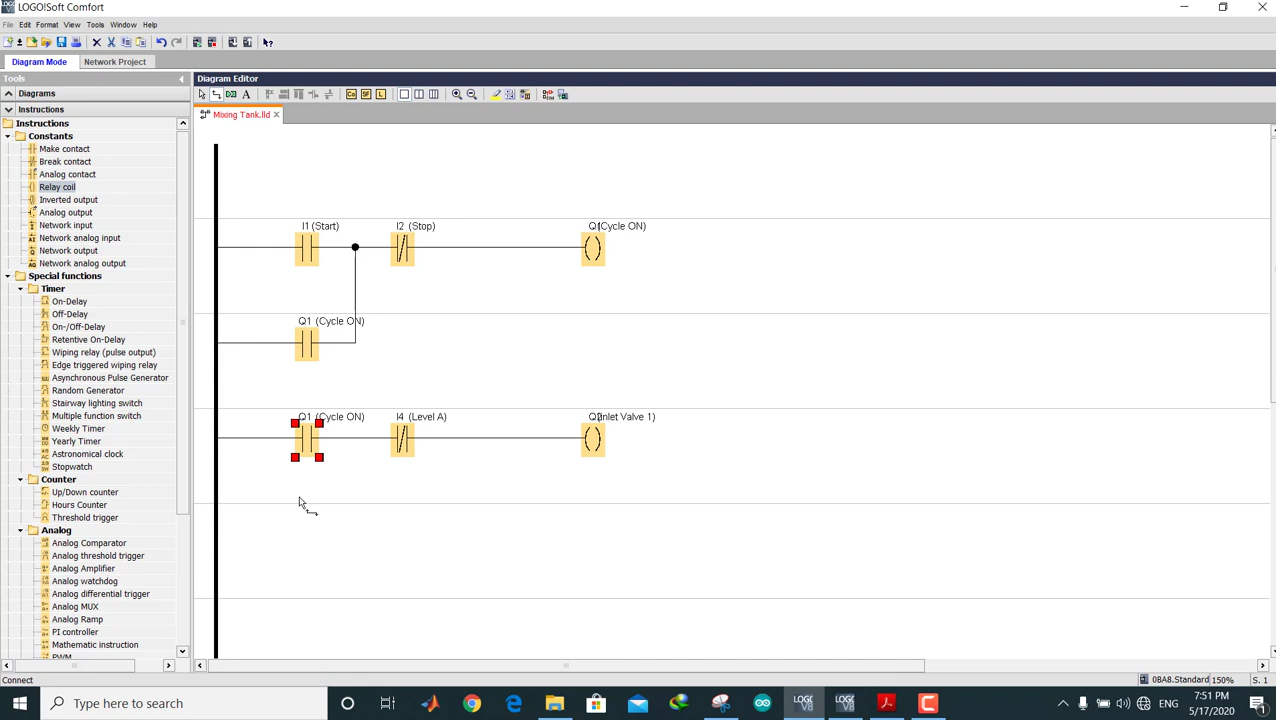 LOGO!Soft Comfort
File Edit Format View Tools Window Help
Diagram Mode Network Project
Tools
Diagrams
Instructions
Instructions
Constants
Make contact
Break contact
Analog contact
Relay coil
Inverted output
Analog output
Network input
Network analog input
Network output
Network analog output
Special functions
Timer
On-Delay
Off-Delay
On-/Off-Delay
Retentive On-Delay
Wiping relay (pulse output)
Edge triggered wiping relay
Asynchronous Pulse Generator
Random Generator
Stairway lighting switch
Multiple function switch
Weekly Timer
Yearly Timer
Astronomical clock
Stopwatch
Counter
Up/Down counter
Hours Counter
Threshold trigger
Analog
Analog Comparator
Analog threshold trigger
Analog Amplifier
Analog watchdog
Analog differential trigger
Analog MUX
Analog Ramp
PI controller
Mathematic instruction
PWM
Diagram Editor
A Co SF L
Mixing Tank.lld
I1 (Start) I2 (Stop) Q1 (Cycle ON)
Q1 (Cycle ON)
Q1 (Cycle ON) I4 (Level A) Q2 (Inlet Valve 1)
Connect
0BA8.Standard 150% S. 1
Type here to search
7:51 PM
5/17/2020